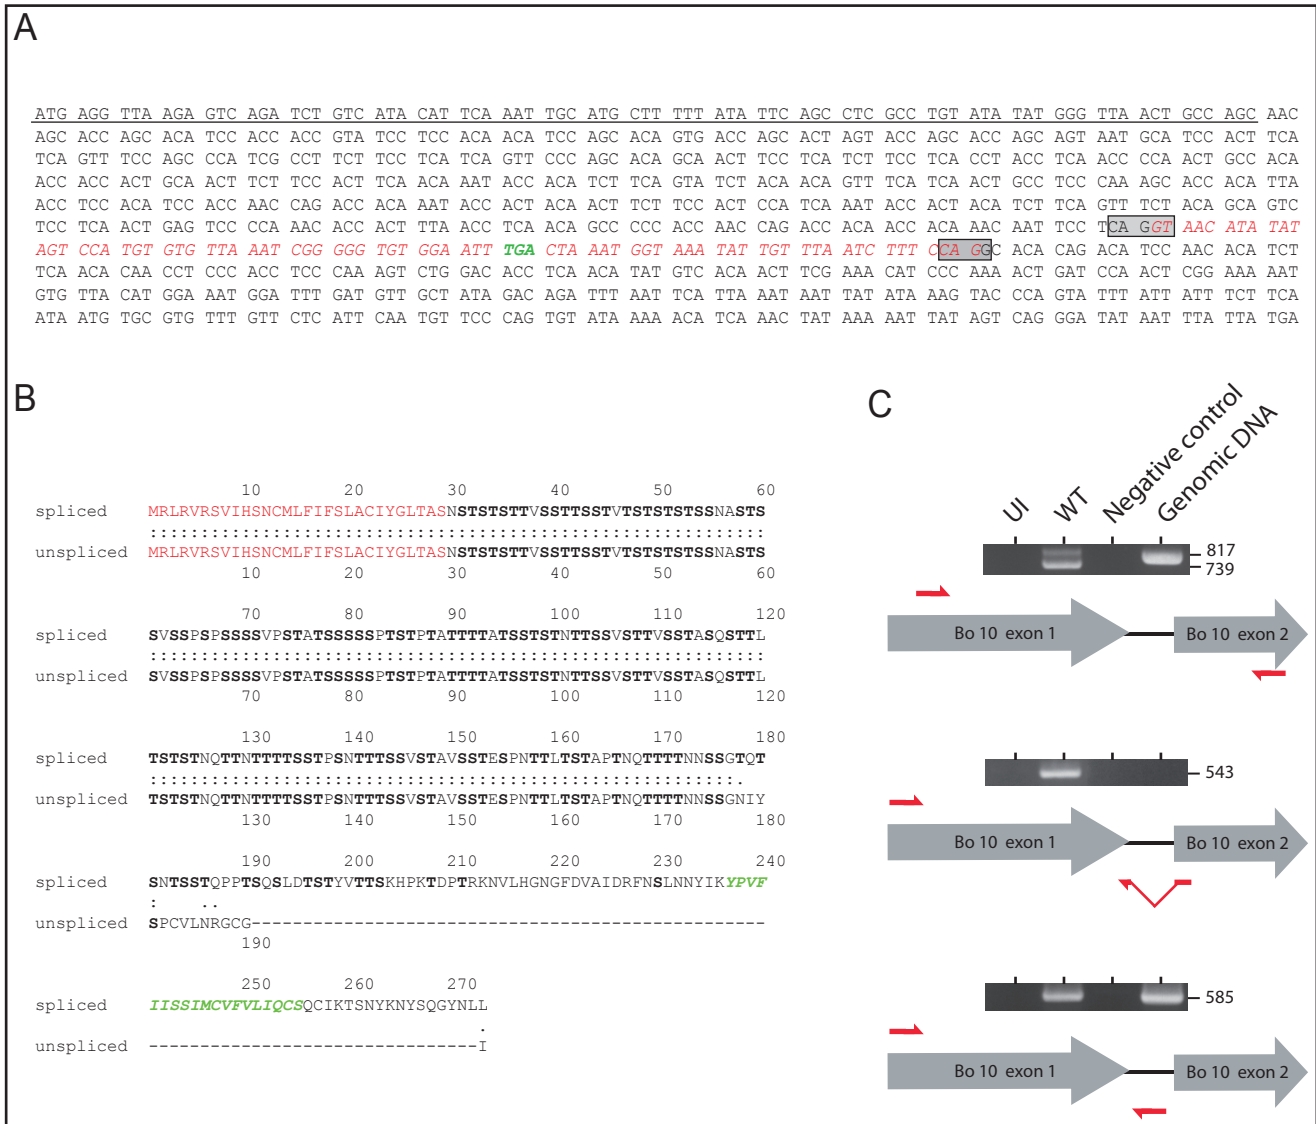 A
ATG AGG TTA AGA GTC AGA TCT GTC ATA CAT TCA AAT TGC ATG CTT TTT ATA TTC AGC CTC GCC TGT ATA TAT GGG TTA ACT GCC AGC AAC
AGC ACC AGC ACA TCC ACC ACC GTA TCC TCC ACA ACA TCC AGC ACA GTG ACC AGC ACT AGT ACC AGC ACC AGC AGT AAT GCA TCC ACT TCA
TCA GTT TCC AGC CCA TCG CCT TCT TCC TCA TCA GTT CCC AGC ACA GCA ACT TCC TCA TCT TCC TCA CCT ACC TCA ACC CCA ACT GCC ACA
ACC ACC ACT GCA ACT TCT TCC ACT TCA ACA AAT ACC ACA TCT TCA GTA TCT ACA ACA GTT TCA TCA ACT GCC TCC CAA AGC ACC ACA TTA
ACC TCC ACA TCC ACC AAC CAG ACC ACA AAT ACC ACT ACA ACT ACC TCC ACT CCA TCA AAT ACC ACT ACA TCT TCA GTT TCT ACA GCA GTC
TCC TCA ACT GAG TCC CCA AAC ACC ACT TTA ACC TCA ACA GCC CCC ACC AAC CAG ACC ACA ACA AAC AAT TCC TCA GGT AAC ATA TAT
AGT CCA TGT GTG TTA AAT CGG GGG TGT GGA ATT TGA CTA AAT GGT AAA TAT TGT TTA ATC TTT CCA GGC ACA CAG ACA TCC AAC ACA TCT
TCA ACA CAA CCT CCC ACC TCC CAA AGT CTG GAC ACC TCA ACA TAT GTC ACA ACT TCG AAA CAT CCC AAA ACT GAT CCA ACT CGG AAA AAT
GTG TTA CAT GGA AAT GGA TTT GAT GTT GCT ATA GAC AGA TTT AAT TCA TTA AAT AAT TAT ATA AAG TAC CCA GTA TTT ATT ATT TCT TCA
ATA ATG TGC GTG TTT GTT CTC ATT CAA TGT TCC CAG TGT ATA AAA ACA TCA AAC TAT AAA AAT TAT AGT CAG GGA TAT AAT TTA TTA TGA
B
10 20 30 40 50 60
spliced MRLRVRSVIHSNCMLFIFSLACIYGLTASNSTSTSTTVSSTTSSTVTSTSTSTSSNASTS
::::::::::::::::::::::::::::::::::::::::::::::::::::::::::::
unspliced MRLRVRSVIHSNCMLFIFSLACIYGLTASNSTSTSTTVSSTTSSTVTSTSTSTSSNASTS
10 20 30 40 50 60
70 80 90 100 110 120
spliced SVSSPSPSSSSVPSTATSSSSSPTSTPTATTTTATSSTSTNTTSSVSTTVSSTASQSTTL
::::::::::::::::::::::::::::::::::::::::::::::::::::::::::::
unspliced SVSSPSPSSSSVPSTATSSSSSPTSTPTATTTTATSSTSTNTTSSVSTTVSSTASQSTTL
70 80 90 100 110 120
130 140 150 160 170 180
spliced TSTSTNQTTNTTTTTSSTPSNTTTSSVSTAVSSTESPNTTLTSTAPTNQTTTTNNSSGTQT
::::::::::::::::::::::::::::::::::::::::::::::::::::::::::.
unspliced TSTSTNQTTNTTTTTSSTPSNTTTSSVSTAVSSTESPNTTLTSTAPTNQTTTTNNSSGNIY
130 140 150 160 170 180
190 200 210 220 230 240
spliced SNTSSTQPPTSQSLDTSTYVTTSKHPKTDPTRKNVLHGNGFDVAIDRFNSLNNYIKYPVF
: ..
unspliced SPCVLNRGCG--------------------------------------------------
190
250 260 270
spliced IISSIMCVFVLIQCSQCIKTSNYKNYSQGYNLL
.
unspliced --------------------------------I
C
UI WT Negative control Genomic DNA
817
739
Bo 10 exon 1 Bo 10 exon 2
543
Bo 10 exon 1 Bo 10 exon 2
585
Bo 10 exon 1 Bo 10 exon 2